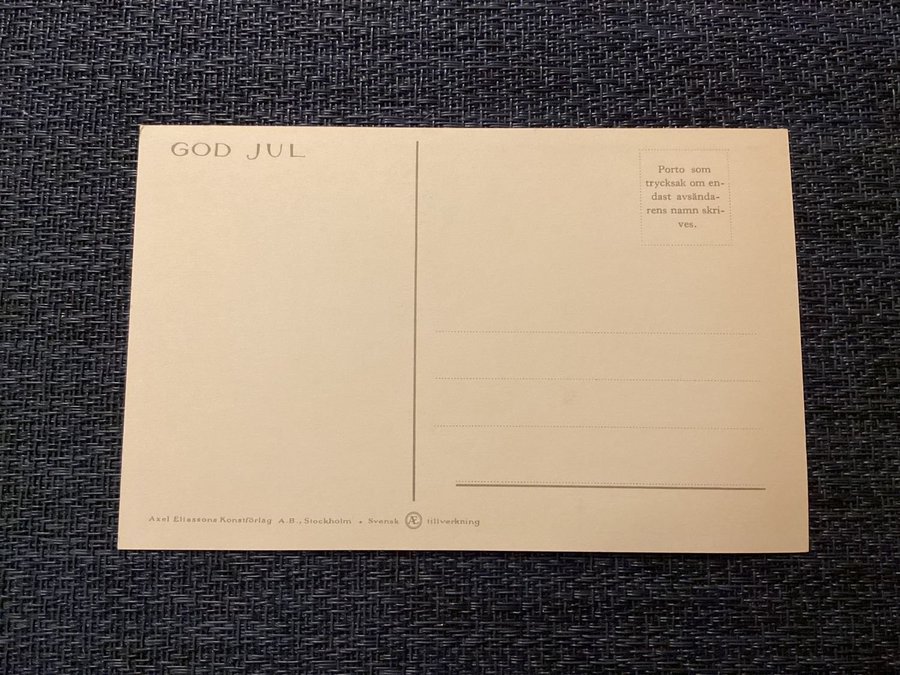 GOD JUL
Porto som
trycksak om en-
dast avsända-
rens namn skri-
ves.
Axel Eliassons Konstförlag A.B., Stockholm • Svensk Æ tillverkning